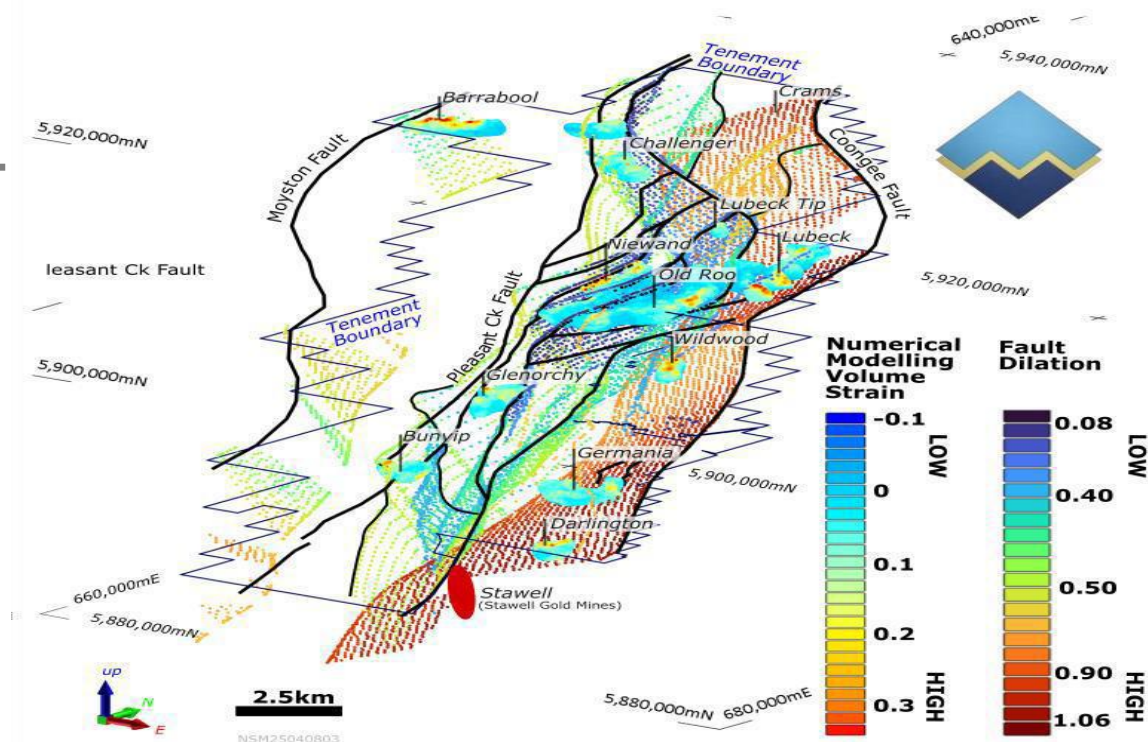 640,000mE
5,940,000mN
Tenement
Boundary
Crams
Barrabool
5,920,000mN
Challenger
Coongee Fault
Moyston Fault
Lubeck Tip
Lubeck
Niewand
leasant Ck Fault
Old Roo
5,920,000mN
Tenement
Boundary
Pleasant Ck Fault
Wildwood
Numerical
Modelling
Volume
Strain
Fault
Dilation
5,900,000mN
Glenorchy
-0.1
LOW
0.08
LOW
Bunyip
Germania
5,900,000mN
0
0.40
Darlington
0.1
0.50
660,000mE
Stawell
(Stawell Gold Mines)
5,880,000mN
0.2
HIGH
0.90
HIGH
up
N
E
2.5km
5,880,000mN
680,000mE
0.3
1.06
NSM25040803